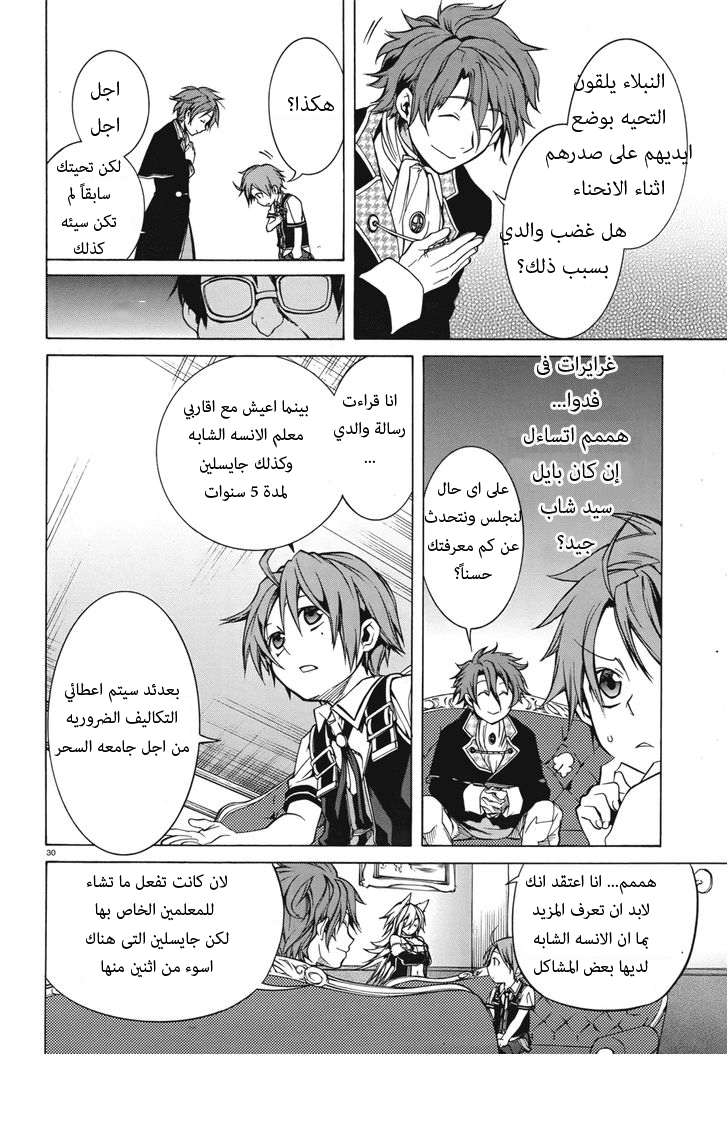 النبلاء يلقون
التحيه بوضع
ايديهم على صدرهم
اثناء الانحناء
هل غضب والدي
بسبب ذلك؟
هكذا؟
اجل
اجل
لكن تحيتك
سابقاً لم
تكن سيئه
كذلك
غرايرات فى
فدوا...
همممم اتساءل
إن كان بايل
سيد شاب
جيد؟
على اى حال
لنجلس ونتحدث
عن كم معرفتك
حسناً؟
انا قراءت
رسالة والدي
...
بينما اعيش مع اقاربي
معلم الانسه الشابه
وكذلك جايسلين
لمدة 5 سنوات
بعدئد سيتم اعطائي
التكاليف الضروريه
من اجل جامعه السحر
30
همممم... انا اعتقد انك
لابد ان تعرف المزيد
بما ان الانسه الشابه
لديها بعض المشاكل
لان كانت تفعل ما تشاء
للمعلمين الخاص بها
لكن جايسلين التى هناك
اسوء من اثنين منها